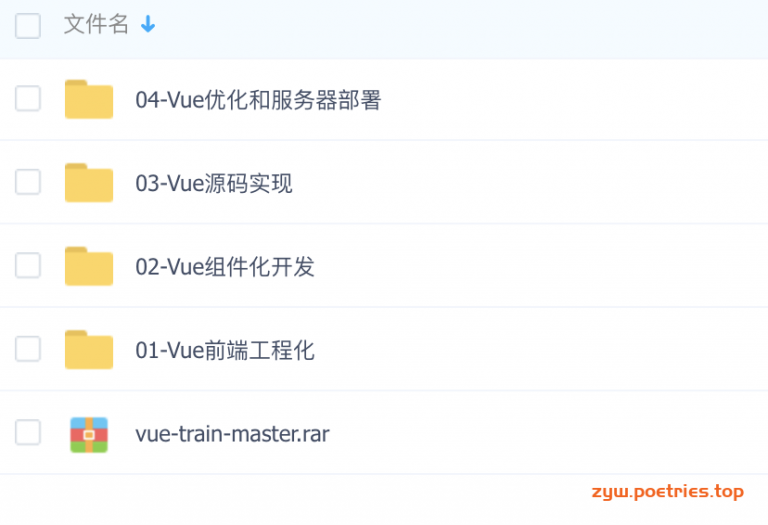 文件名
04-Vue优化和服务器部署
03-Vue源码实现
02-Vue组件化开发
01-Vue前端工程化
vue-train-master.rar
zyw.poetries.top